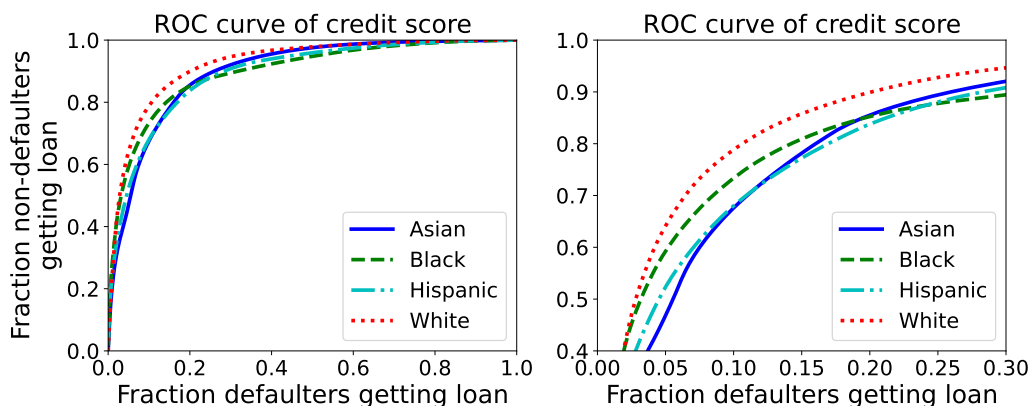 ROC curve of credit score
Fraction non-defaulters
getting loan
1.0
0.8
0.6
0.4
0.2
0.0
0.0 0.2 0.4 0.6 0.8 1.0
Fraction defaulters getting loan
Asian
Black
Hispanic
White
ROC curve of credit score
1.0
0.9
0.8
0.7
0.6
0.5
0.4
0.00 0.05 0.10 0.15 0.20 0.25 0.30
Fraction defaulters getting loan
Asian
Black
Hispanic
White